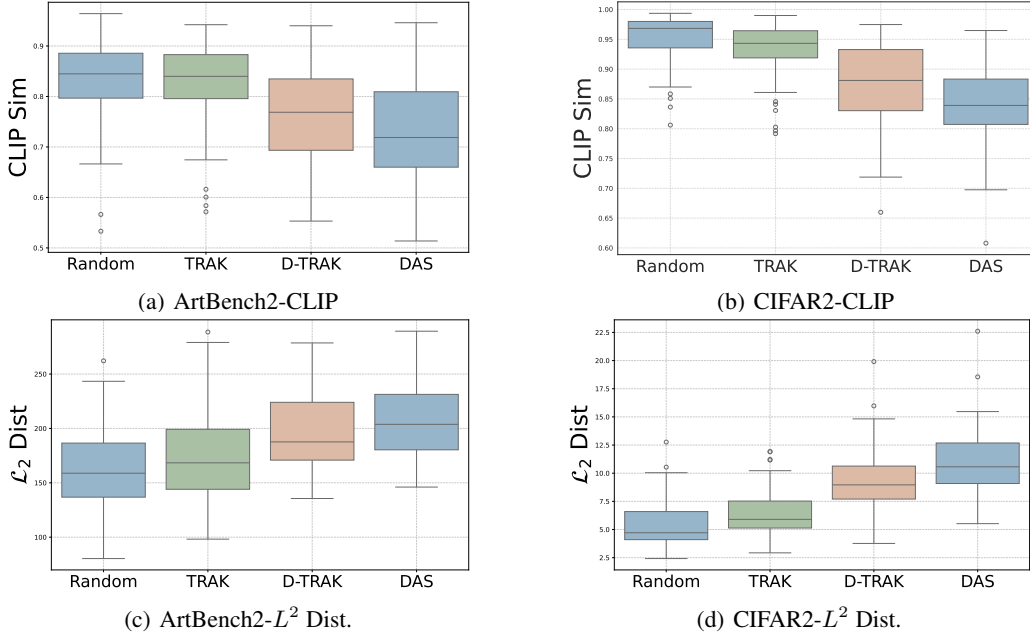 CLIP Sim
0.9
0.8
0.7
0.6
0.5
Random TRAK D-TRAK DAS
(a) ArtBench2-CLIP
CLIP Sim
1.00
0.95
0.90
0.85
0.80
0.75
0.70
0.65
0.60
Random TRAK D-TRAK DAS
(b) CIFAR2-CLIP
ℒ₂ Dist
250
200
150
100
Random TRAK D-TRAK DAS
(c) ArtBench2-L² Dist.
ℒ₂ Dist
22.5
20.0
17.5
15.0
12.5
10.0
7.5
5.0
2.5
Random TRAK D-TRAK DAS
(d) CIFAR2-L² Dist.